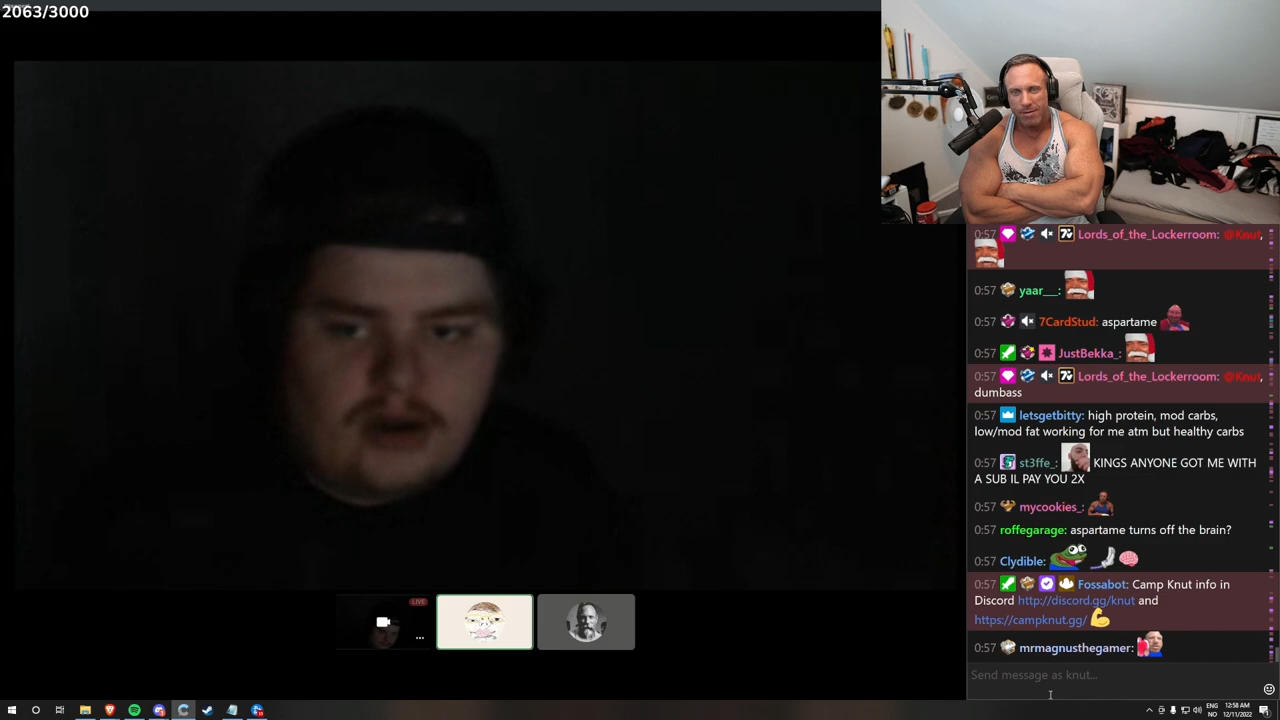 2063/3000
0:57 Lords_of_the_Lockerroom: @Knut,
0:57 yaar___:
0:57 7CardStud: aspartame
0:57 JustBekka_:
0:57 Lords_of_the_Lockerroom: @Knut,
dumbass
0:57 letsgetbitty: high protein, mod carbs,
low/mod fat working for me atm but healthy carbs
0:57 st3ffe_: KINGS ANYONE GOT ME WITH
A SUB IL PAY YOU 2X
0:57 mycookies_:
0:57 roffegarage: aspartame turns off the brain?
0:57 Clydible:
0:57 Fossabot: Camp Knut info in
Discord http://discord.gg/knut and
https://campknut.gg/
LIVE
0:57 mrmagnusthegamer:
Send message as knut...
ENG
NO
12:58 AM
12/11/2022